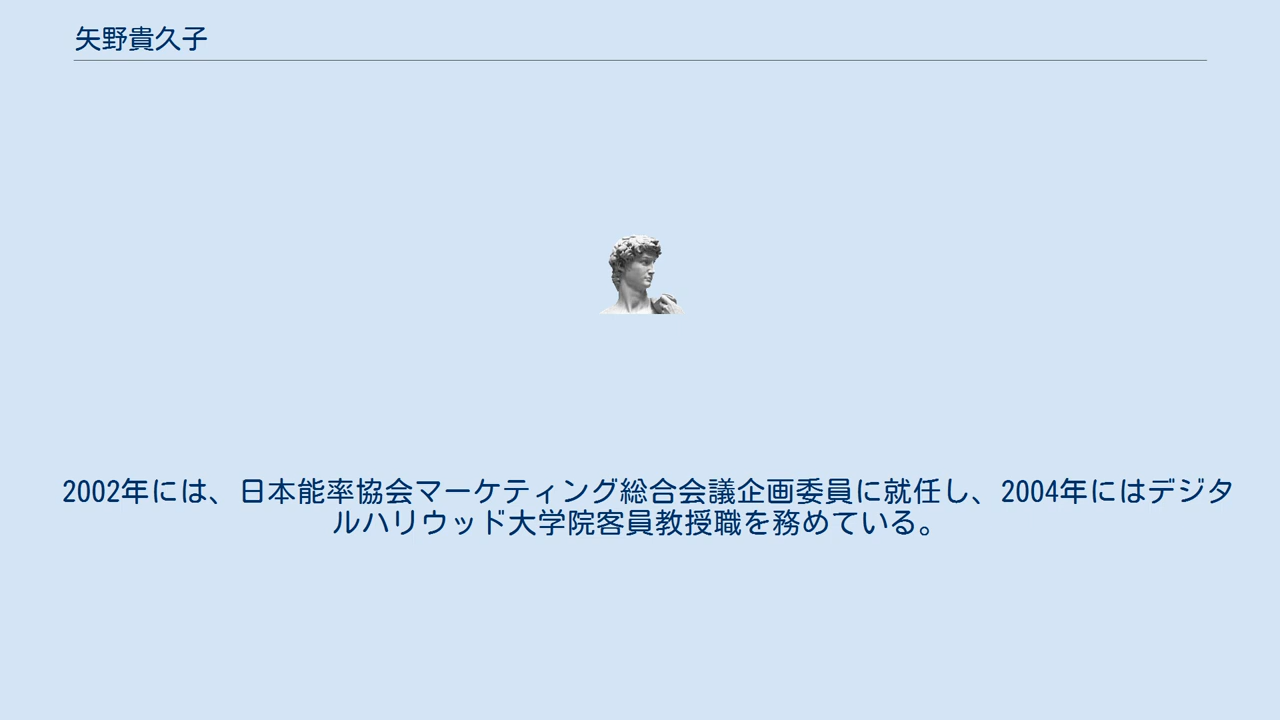 矢野貴久子
2002年には、日本能率協会マーケティング総合会議企画委員に就任し、2004年にはデジタ
ルハリウッド大学院客員教授職を務めている。